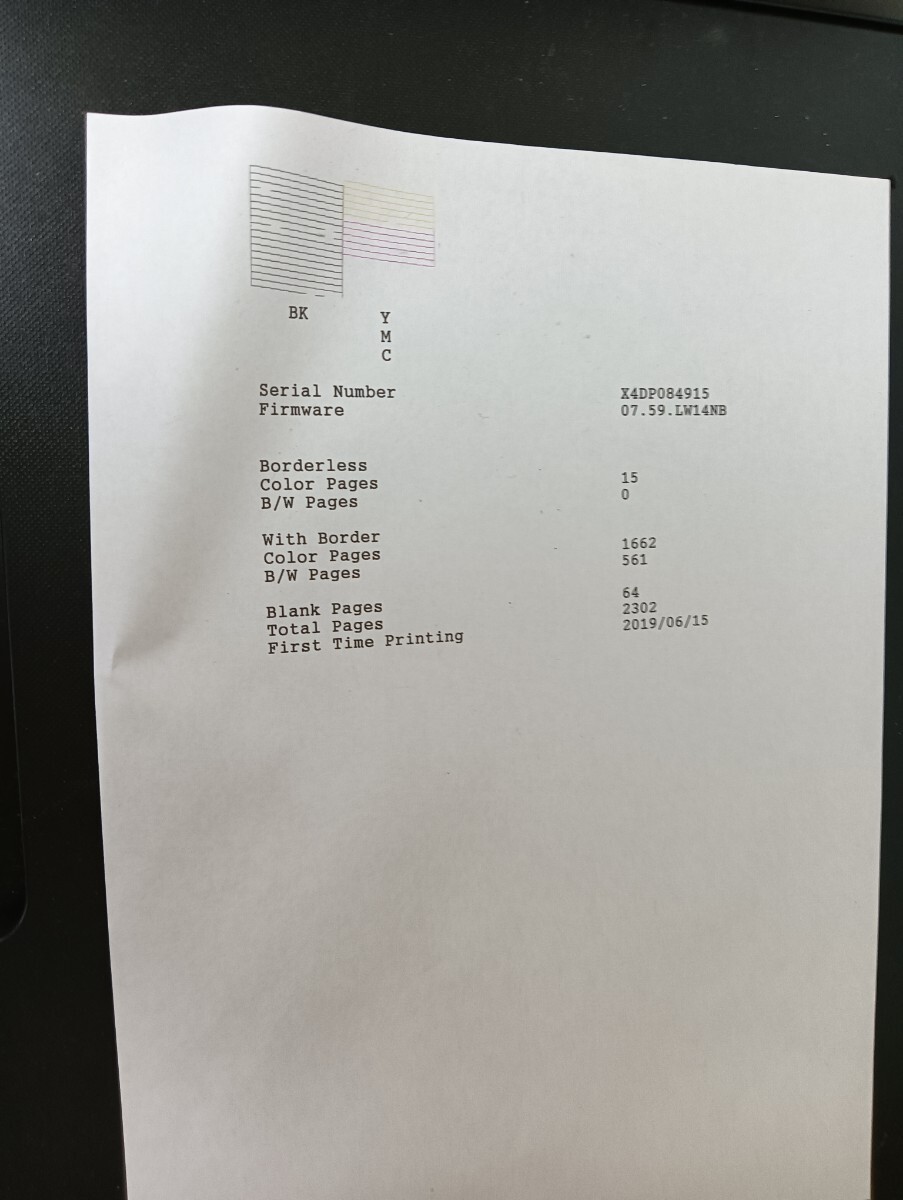 BK
Y
M
C
Serial Number X4DP084915
Firmware 07.59.LW14NB
Borderless
Color Pages 15
B/W Pages 0
With Border
Color Pages 1662
B/W Pages 561
Blank Pages 64
Total Pages 2302
First Time Printing 2019/06/15